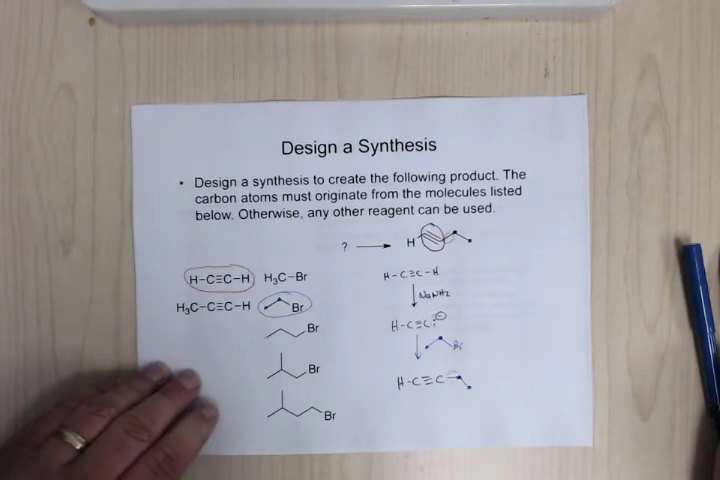 Design a Synthesis
• Design a synthesis to create the following product. The
carbon atoms must originate from the molecules listed
below. Otherwise, any other reagent can be used.
? H
H-C≡C-H H₃C-Br
H₃C-C≡C-H Br
Br
Br
Br
H-C≡C-H
NaNH₂
H-C≡C:⊖
Br
H-C≡C